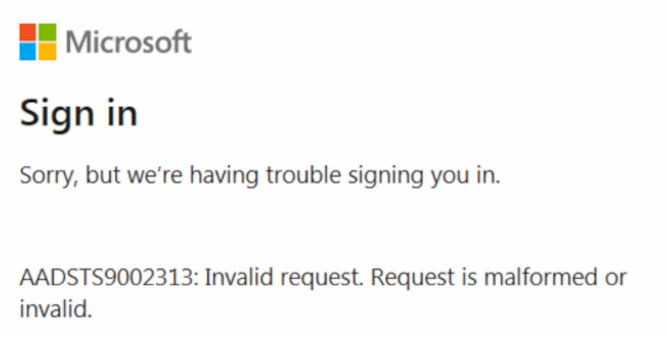 Microsoft
Sign in
Sorry, but we're having trouble signing you in.
AADSTS9002313: Invalid request. Request is malformed or
invalid.